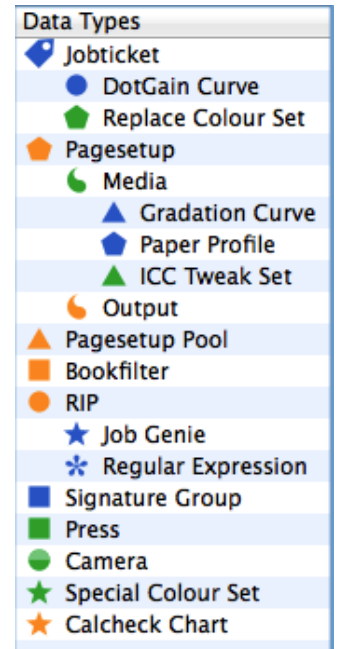 Data Types
Jobticket
DotGain Curve
Replace Colour Set
Pagesetup
Media
Gradation Curve
Paper Profile
ICC Tweak Set
Output
Pagesetup Pool
Bookfilter
RIP
Job Genie
Regular Expression
Signature Group
Press
Camera
Special Colour Set
Calcheck Chart